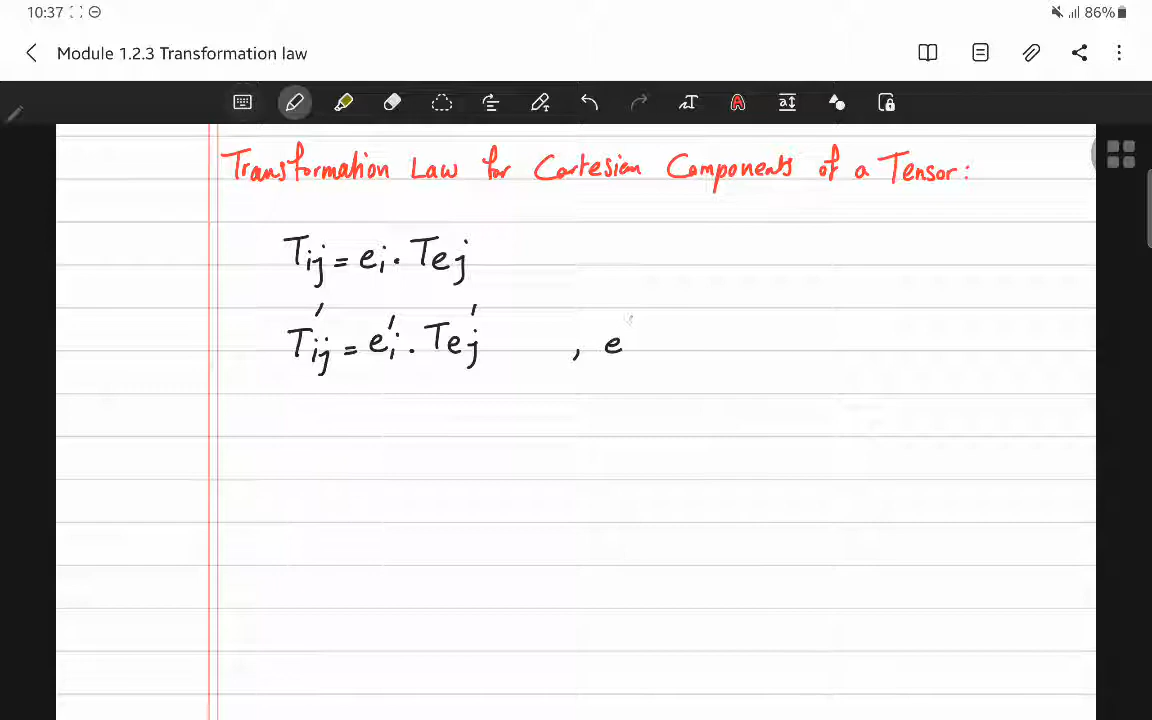 10:37 86%
Module 1.2.3 Transformation law
Transformation Law for Cartesian Components of a Tensor:
Tij = ei · Tej
T'ij = e'i · Te'j , e